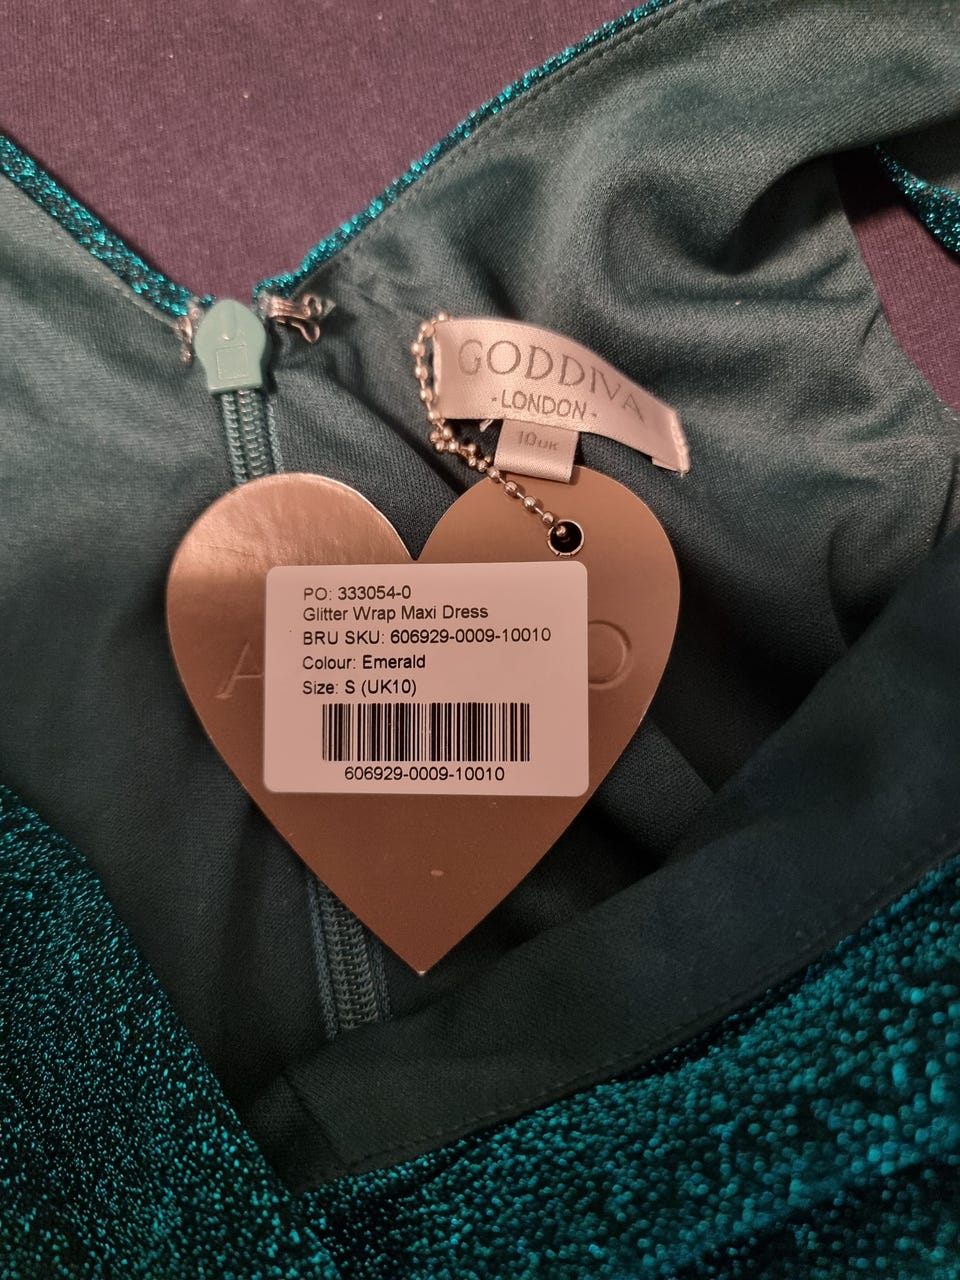 GODDIVA
-LONDON-
10UK
PO: 333054-0
Glitter Wrap Maxi Dress
BRU SKU: 606929-0009-10010
Colour: Emerald
Size: S (UK10)
606929-0009-10010